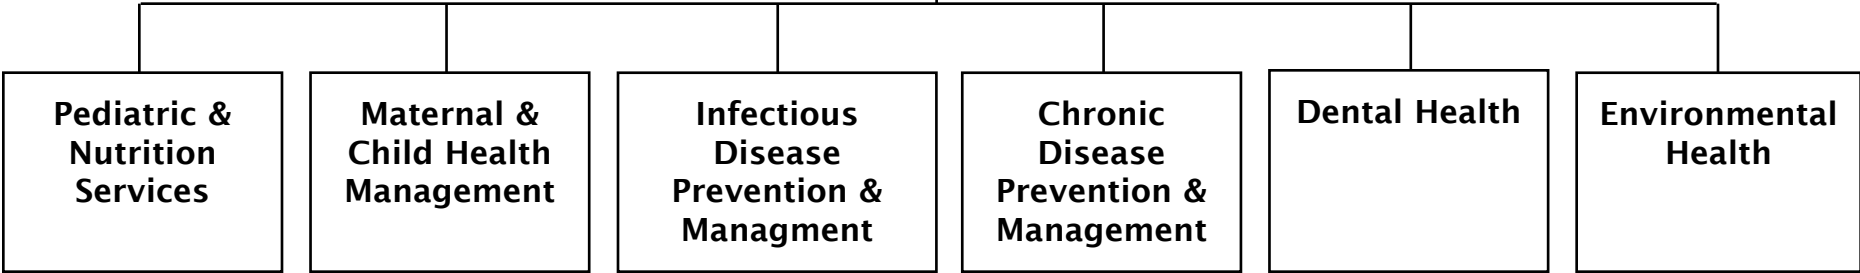 Pediatric &
Nutrition
Services
Maternal &
Child Health
Management
Infectious
Disease
Prevention &
Managment
Chronic
Disease
Prevention &
Management
Dental Health
Environmental
Health